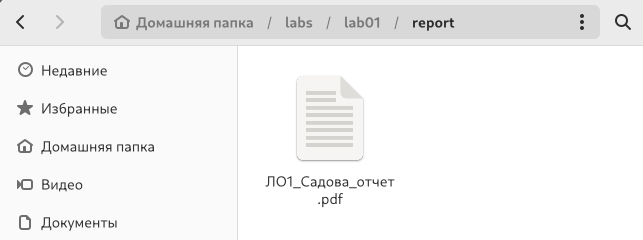 Домашняя папка / labs / lab01 / report
Недавние
Избранные
Домашняя папка
Видео
Документы
ЛО1_Садова_отчет
.pdf